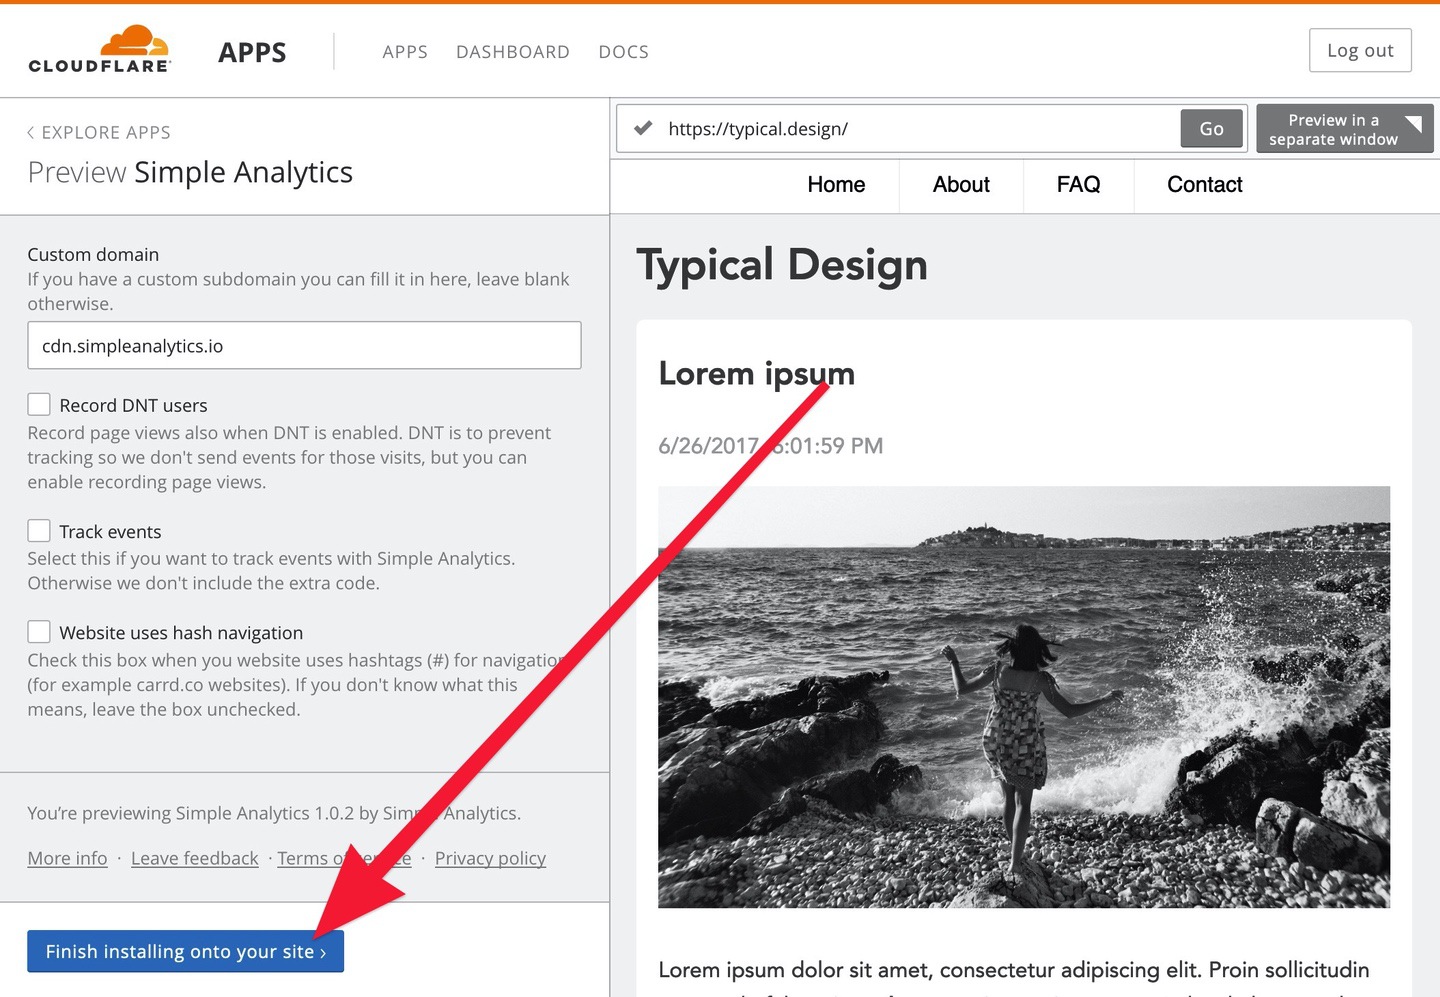 CLOUDFLARE
APPS
APPS DASHBOARD DOCS
Log out
EXPLORE APPS
Preview Simple Analytics
Custom domain
If you have a custom subdomain you can fill it in here, leave blank
otherwise.
cdn.simpleanalytics.io
Record DNT users
Record page views also when DNT is enabled. DNT is to prevent
tracking so we don't send events for those visits, but you can
enable recording page views.
Track events
Select this if you want to track events with Simple Analytics.
Otherwise we don't include the extra code.
Website uses hash navigation
Check this box when you website uses hashtags (#) for navigation
(for example carrd.co websites). If you don't know what this
means, leave the box unchecked.
You’re previewing Simple Analytics 1.0.2 by Simple Analytics.
More info · Leave feedback · Terms of service · Privacy policy
Finish installing onto your site ›
https://typical.design/
Go
Preview in a
separate window
Home About FAQ Contact
Typical Design
Lorem ipsum
6/26/2017, :01:59 PM
Lorem ipsum dolor sit amet, consectetur adipiscing elit. Proin sollicitudin